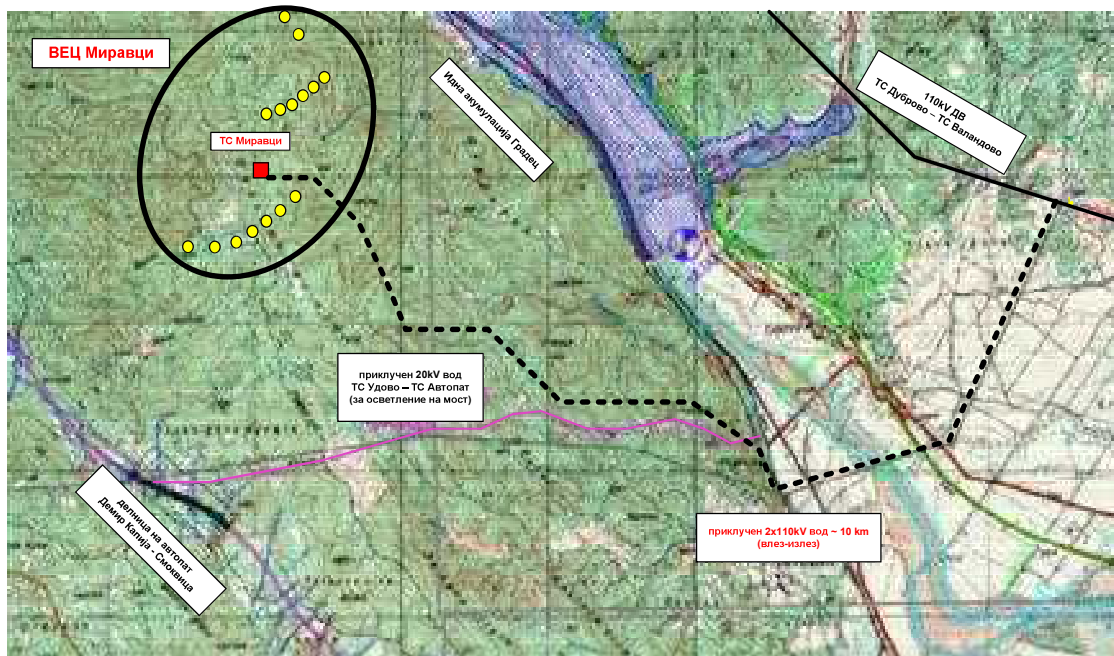 ВЕЦ Миравци
ТС Миравци
Идна акумулација Градец
110kV ДВ
ТС Дуброво – ТС Валандово
приклучен 20kV вод
ТС Удово – ТС Автопат
(за осветление на мост)
делница на автопат
Демир Капија - Смоквица
приклучен 2x110kV вод ~ 10 km
(влез-излез)